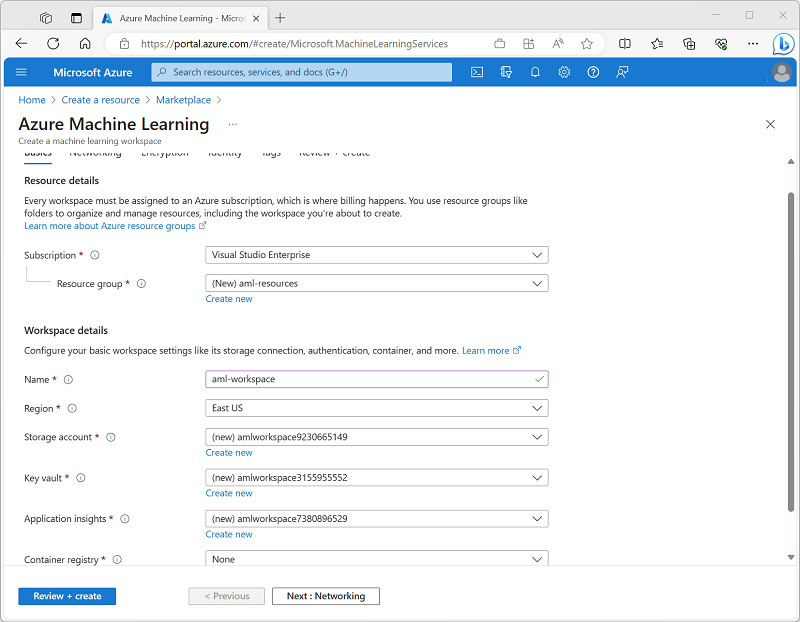 Azure Machine Learning - Micro
https://portal.azure.com/#create/Microsoft.MachineLearningServices
Microsoft Azure
Search resources, services, and docs (G+/)
Home > Create a resource > Marketplace >
Azure Machine Learning ...
Create a machine learning workspace
Basics Networking Encryption Identity Tags Review + create
Resource details
Every workspace must be assigned to an Azure subscription, which is where billing happens. You use resource groups like
folders to organize and manage resources, including the workspace you're about to create.
Learn more about Azure resource groups
Subscription * Visual Studio Enterprise
Resource group * (New) aml-resources
Create new
Workspace details
Configure your basic workspace settings like its storage connection, authentication, container, and more. Learn more
Name * aml-workspace
Region * East US
Storage account * (new) amlworkspace9230665149
Create new
Key vault * (new) amlworkspace3155955552
Create new
Application insights * (new) amlworkspace7380896529
Create new
Container registry * None
Review + create < Previous Next : Networking